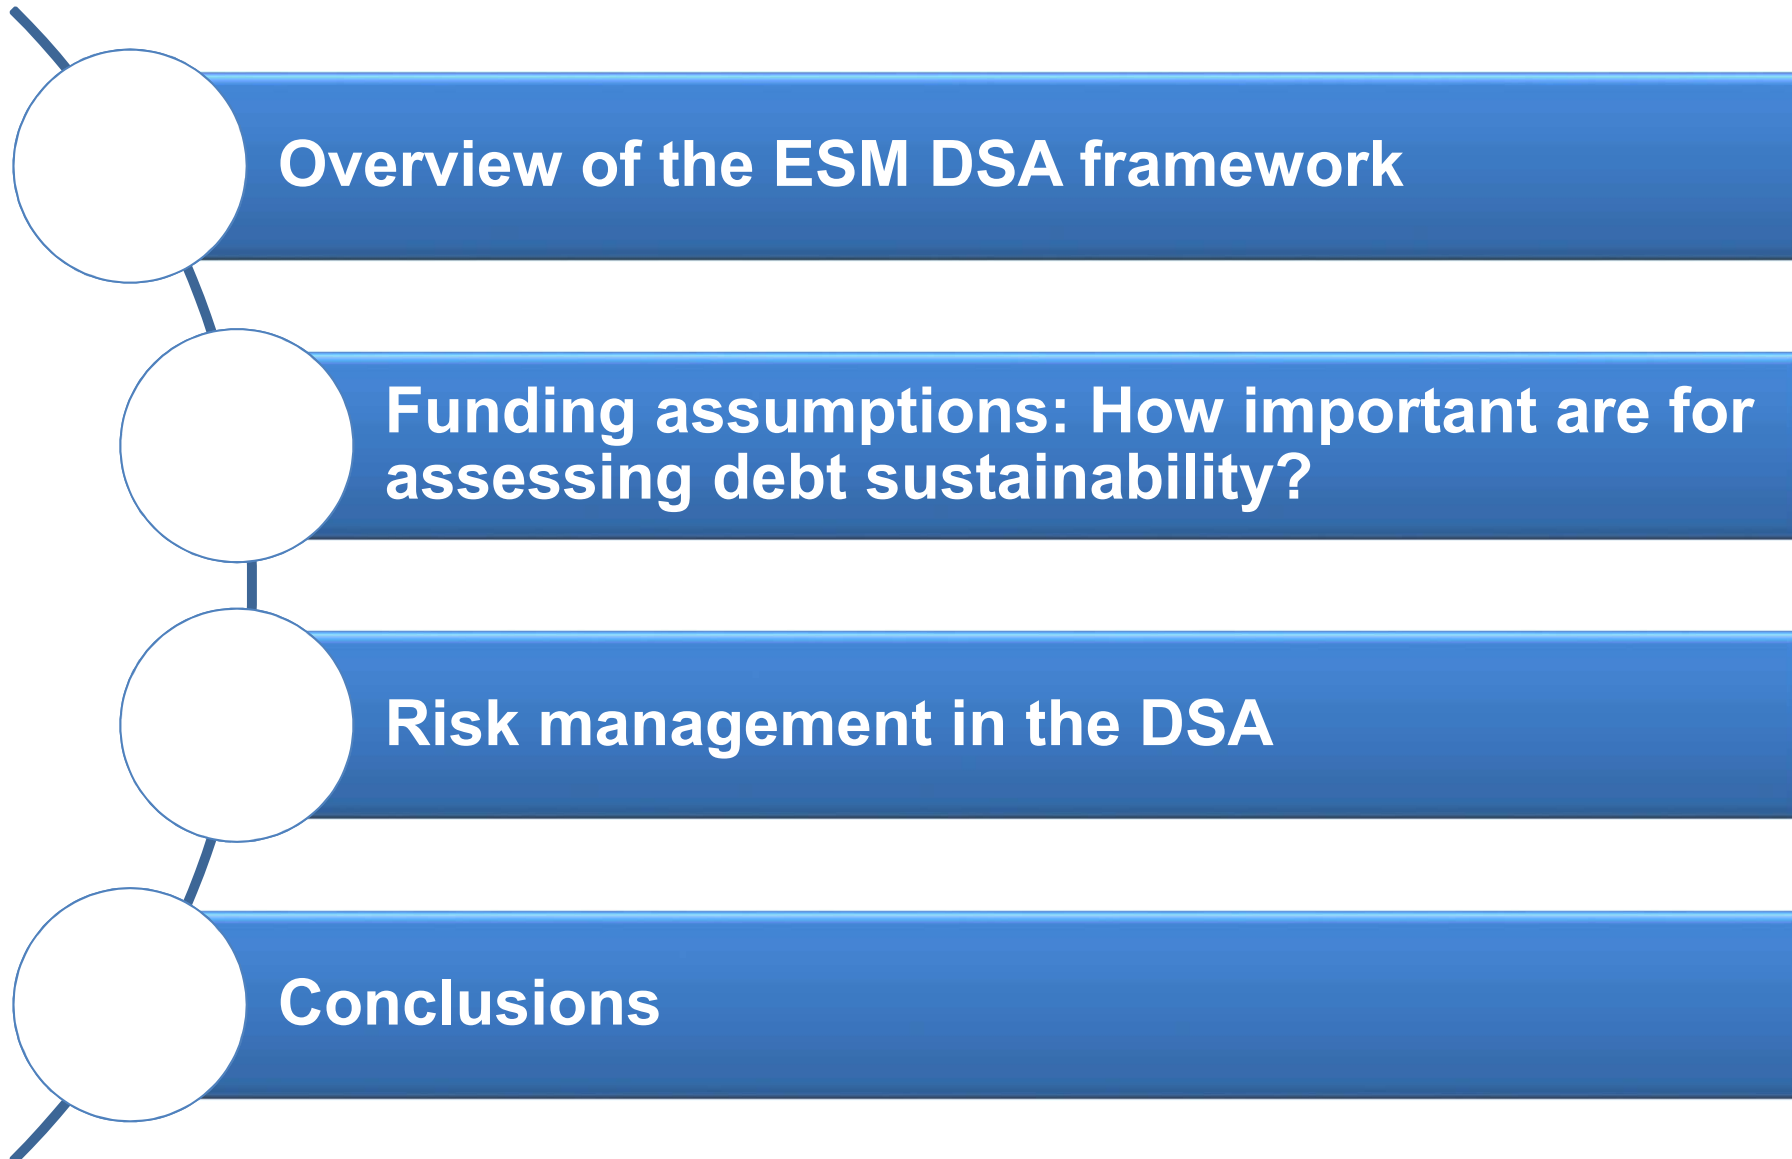 Overview of the ESM DSA framework
Funding assumptions: How important are for
assessing debt sustainability?
Risk management in the DSA
Conclusions